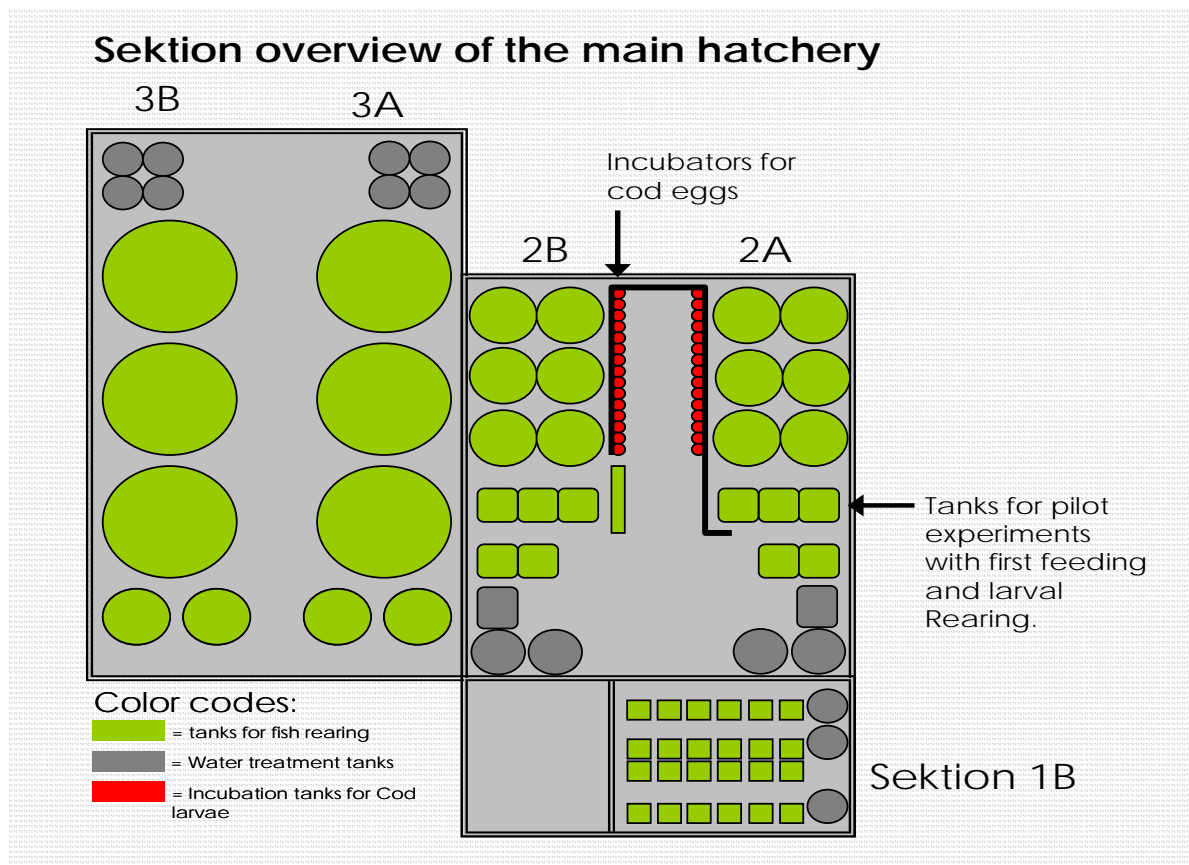 Sektion overview of the main hatchery
3B
3A
Incubators for
cod eggs
2B
2A
Tanks for pilot
experiments
with first feeding
and larval
Rearing.
Color codes:
= tanks for fish rearing
= Water treatment tanks
= Incubation tanks for Cod
larvae
Sektion 1B